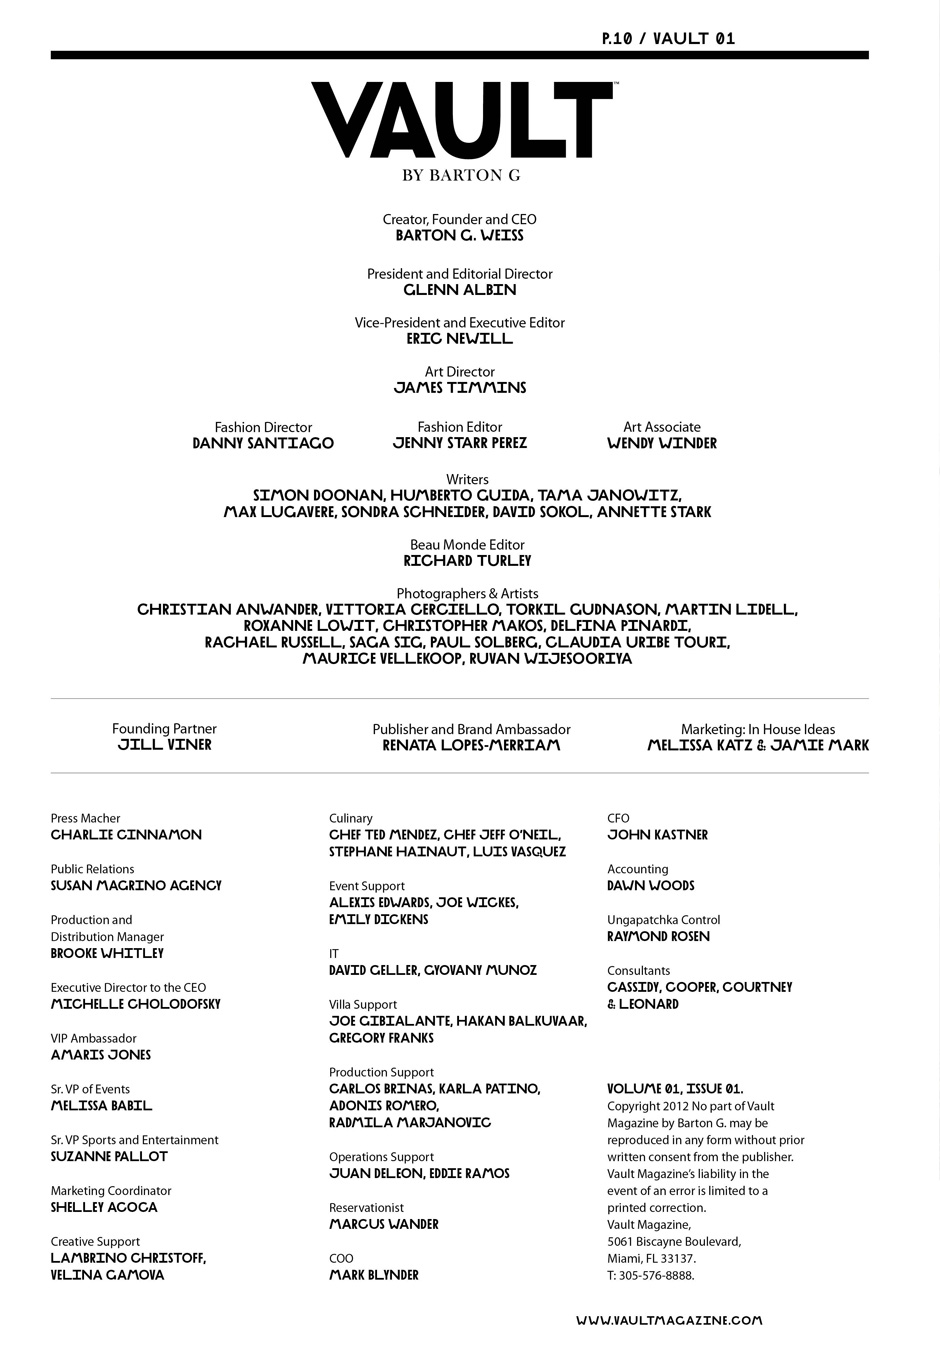 P.10 / VAULT 01
VAULT™
BY BARTON G
Creator, Founder and CEO
BARTON G. WEISS
President and Editorial Director
GLENN ALBIN
Vice-President and Executive Editor
ERIC NEWILL
Art Director
JAMES TIMMINS
Fashion Director
DANNY SANTIAGO
Fashion Editor
JENNY STARR PEREZ
Art Associate
WENDY WINDER
Writers
SIMON DOONAN, HUMBERTO GUIDA, TAMA JANOWITZ,
MAX LUGAVERE, SONDRA SCHNEIDER, DAVID SOKOL, ANNETTE STARK
Beau Monde Editor
RICHARD TURLEY
Photographers & Artists
CHRISTIAN ANWANDER, VITTORIA CERCIELLO, TORKIL GUDNASON, MARTIN LIDELL,
ROXANNE LOWIT, CHRISTOPHER MAKOS, DELFINA PINARDI,
RACHAEL RUSSELL, SAGA SIG, PAUL SOLBERG, CLAUDIA URIBE TOURI,
MAURICE VELLEKOOP, RUVAN WIJESOORIYA
Founding Partner
JILL VINER
Publisher and Brand Ambassador
RENATA LOPES-MERRIAM
Marketing: In House Ideas
MELISSA KATZ & JAMIE MARK
Press Macher
CHARLIE CINNAMON
Public Relations
SUSAN MAGRINO AGENCY
Production and
Distribution Manager
BROOKE WHITLEY
Executive Director to the CEO
MICHELLE CHOLODOFSKY
VIP Ambassador
AMARIS JONES
Sr. VP of Events
MELISSA BABIL
Sr. VP Sports and Entertainment
SUZANNE PALLOT
Marketing Coordinator
SHELLEY ACOCA
Creative Support
LAMBRINO CHRISTOFF,
VELINA GAMOVA
Culinary
CHEF TED MENDEZ, CHEF JEFF O'NEIL,
STEPHANE HAINAUT, LUIS VASQUEZ
Event Support
ALEXIS EDWARDS, JOE WICKES,
EMILY DICKENS
IT
DAVID GELLER, GYOVANY MUNOZ
Villa Support
JOE GIBIALANTE, HAKAN BALKUVAAR,
GREGORY FRANKS
Production Support
CARLOS BRINAS, KARLA PATINO,
ADONIS ROMERO,
RADMILA MARJANOVIC
Operations Support
JUAN DELEON, EDDIE RAMOS
Reservationist
MARCUS WANDER
COO
MARK BLYNDER
CFO
JOHN KASTNER
Accounting
DAWN WOODS
Ungapatchka Control
RAYMOND ROSEN
Consultants
CASSIDY, COOPER, COURTNEY
& LEONARD
VOLUME 01, ISSUE 01.
Copyright 2012 No part of Vault
Magazine by Barton G. may be
reproduced in any form without prior
written consent from the publisher.
Vault Magazine's liability in the
event of an error is limited to a
printed correction.
Vault Magazine,
5061 Biscayne Boulevard,
Miami, FL 33137.
T: 305-576-8888.
WWW.VAULTMAGAZINE.COM